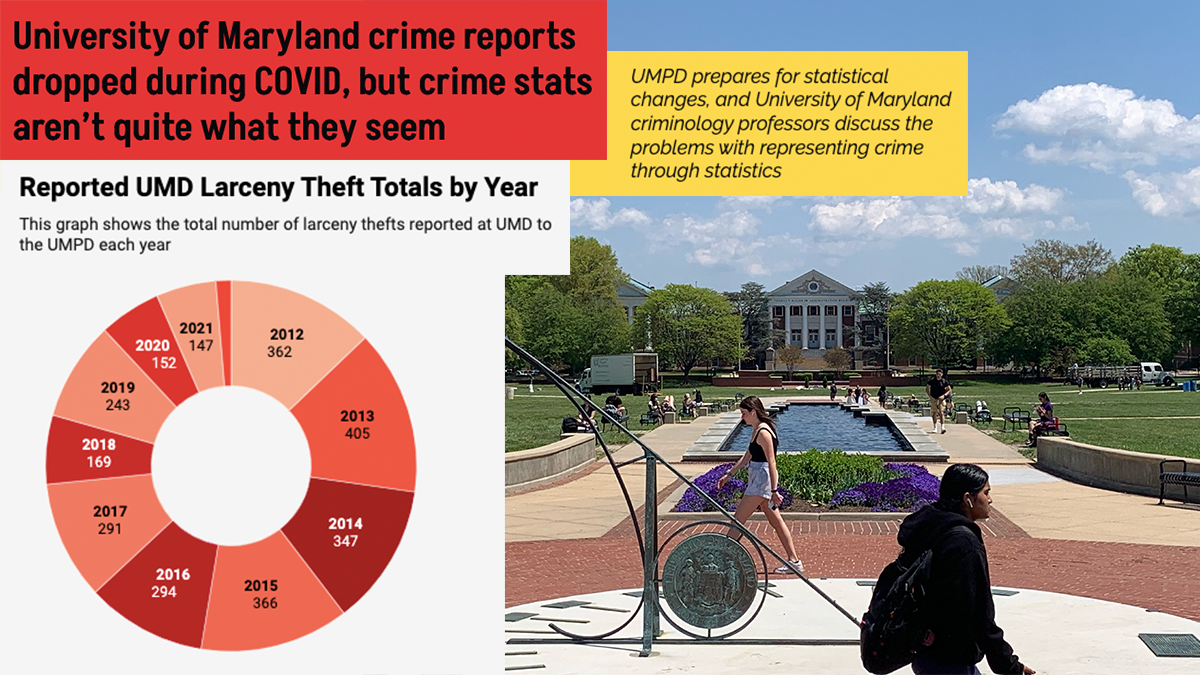 University of Maryland crime reports
dropped during COVID, but crime stats
aren't quite what they seem
UMPD prepares for statistical
changes, and University of Maryland
criminology professors discuss the
problems with representing crime
through statistics
Reported UMD Larceny Theft Totals by Year
This graph shows the total number of larceny thefts reported at UMD to
the UMPD each year
2012
362
2013
405
2014
347
2015
366
2016
294
2017
291
2018
169
2019
243
2020
152
2021
147